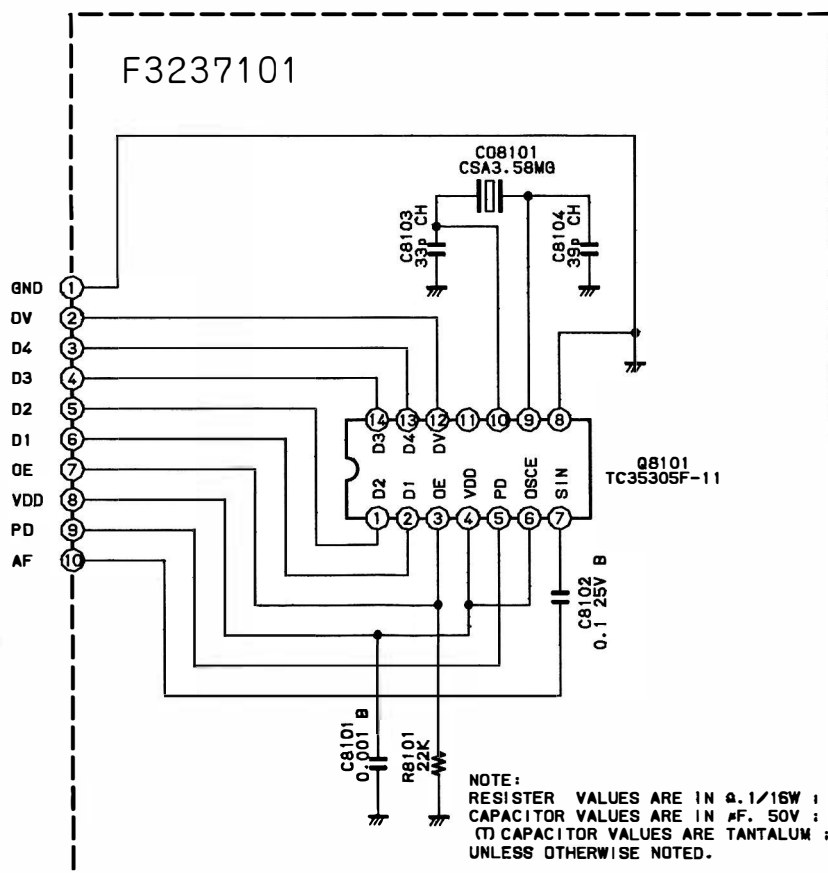 F3237101
CO8101
CSA3.58MG
C8103
33p CH
C8104
39p CH
GND 1
DV 2
D4 3
D3 4
D2 5
D1 6
OE 7
VDD 8
PD 9
AF 10
14 13 12 11 10 9 8
D3 D4 DV
Q8101
TC35305F-11
D2 D1 OE VDD PD OSCE SIN
1 2 3 4 5 6 7
C8102
0.1 25V B
C8101
0.001 B
R8101
22K
NOTE:
RESISTER VALUES ARE IN Ω.1/16W ;
CAPACITOR VALUES ARE IN μF. 50V ;
(T) CAPACITOR VALUES ARE TANTALUM ;
UNLESS OTHERWISE NOTED.